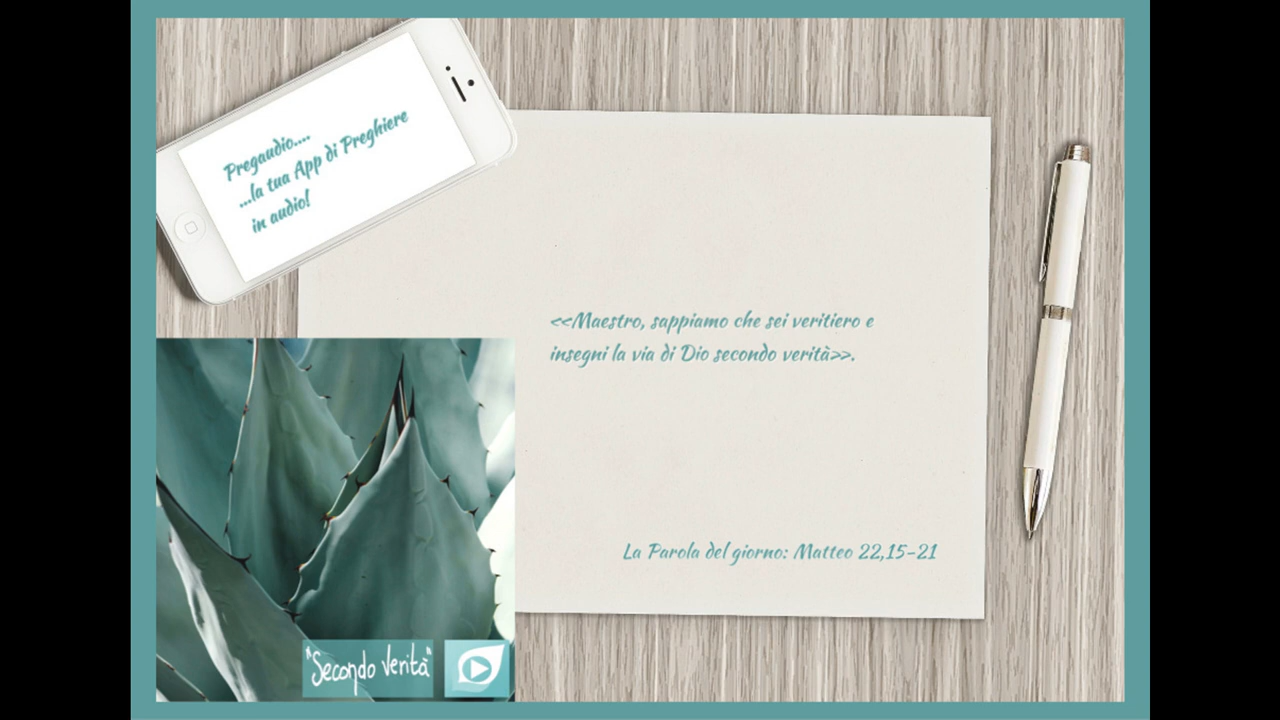 Pregaudio....
...la tua App di Preghiere
in audio!
<<Maestro, sappiamo che sei veritiero e
insegni la via di Dio secondo verità>>.
La Parola del giorno: Matteo 22,15-21
"Secondo verità"